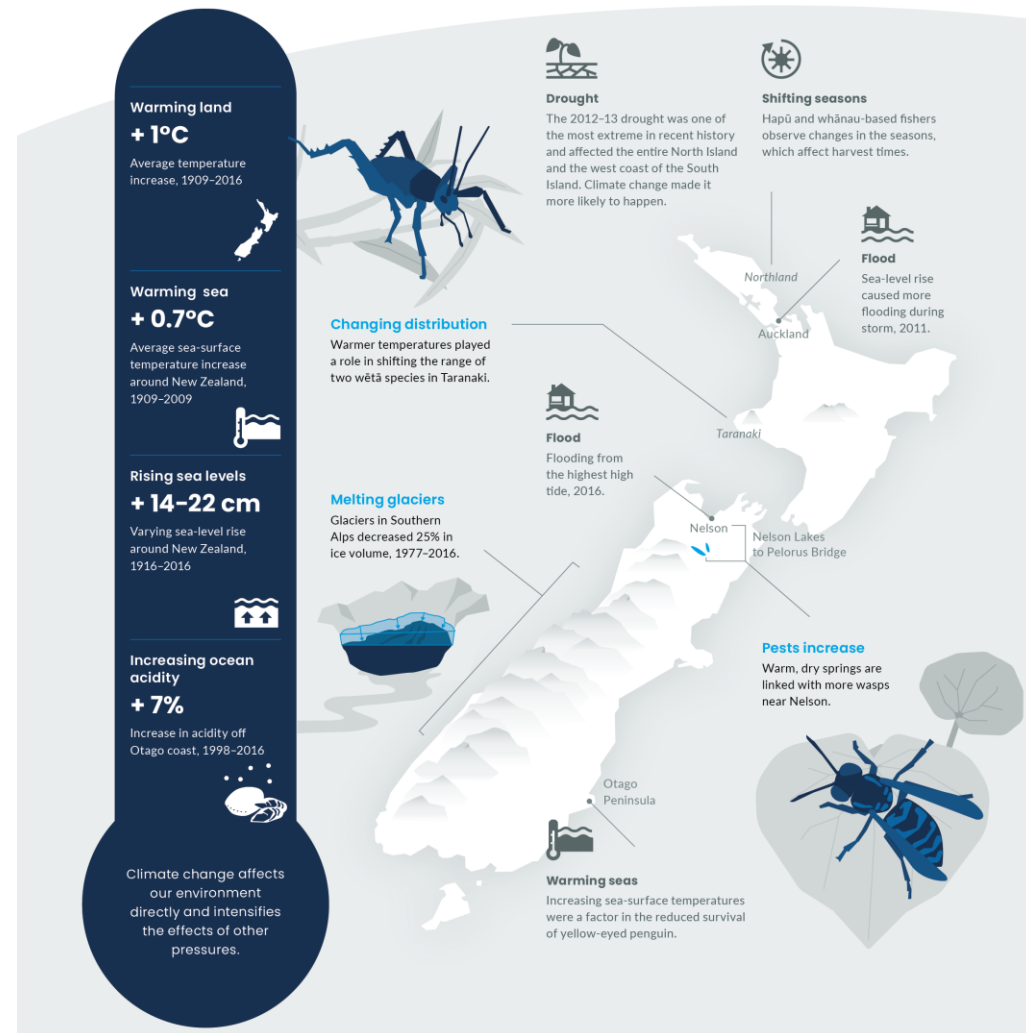 Warming land
+ 1°C
Average temperature
increase, 1909–2016
Warming sea
+ 0.7°C
Average sea-surface
temperature increase
around New Zealand,
1909–2009
Rising sea levels
+ 14–22 cm
Varying sea-level rise
around New Zealand,
1916–2016
Increasing ocean
acidity
+ 7%
Increase in acidity off
Otago coast, 1998–2016
Climate change affects
our environment
directly and intensifies
the effects of other
pressures.
Drought
The 2012–13 drought was one of
the most extreme in recent history
and affected the entire North Island
and the west coast of the South
Island. Climate change made it
more likely to happen.
Shifting seasons
Hapū and whānau-based fishers
observe changes in the seasons,
which affect harvest times.
Flood
Sea-level rise
caused more
flooding during
storm, 2011.
Northland
Auckland
Changing distribution
Warmer temperatures played
a role in shifting the range of
two wētā species in Taranaki.
Taranaki
Flood
Flooding from
the highest high
tide, 2016.
Melting glaciers
Glaciers in Southern
Alps decreased 25% in
ice volume, 1977–2016.
Nelson
Nelson Lakes
to Pelorus Bridge
Pests increase
Warm, dry springs are
linked with more wasps
near Nelson.
Otago
Peninsula
Warming seas
Increasing sea-surface temperatures
were a factor in the reduced survival
of yellow-eyed penguin.